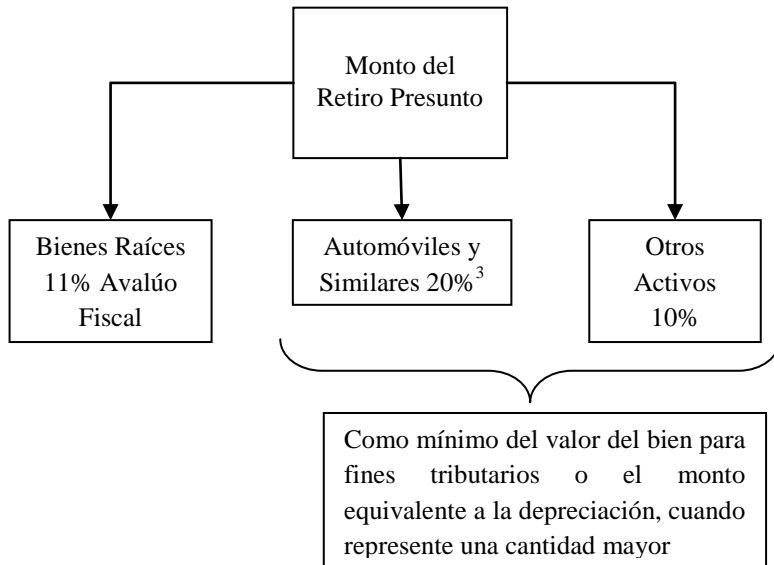 Monto del
Retiro Presunto
Bienes Raíces
11% Avalúo
Fiscal
Automóviles y
Similares 20%3
Otros
Activos
10%
Como mínimo del valor del bien para
fines tributarios o el monto
equivalente a la depreciación, cuando
represente una cantidad mayor